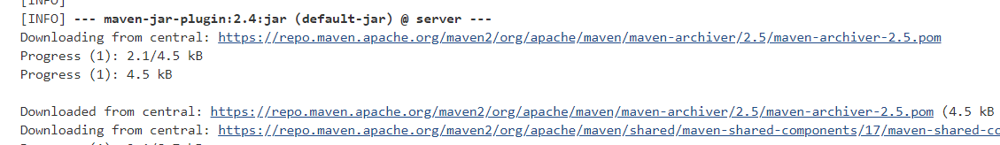 [INFO]
[INFO] --- maven-jar-plugin:2.4:jar (default-jar) @ server ---
Downloading from central: https://repo.maven.apache.org/maven2/org/apache/maven/maven-archiver/2.5/maven-archiver-2.5.pom
Progress (1): 2.1/4.5 kB
Progress (1): 4.5 kB
Downloaded from central: https://repo.maven.apache.org/maven2/org/apache/maven/maven-archiver/2.5/maven-archiver-2.5.pom (4.5 kB
Downloading from central: https://repo.maven.apache.org/maven2/org/apache/maven/shared/maven-shared-components/17/maven-shared-co